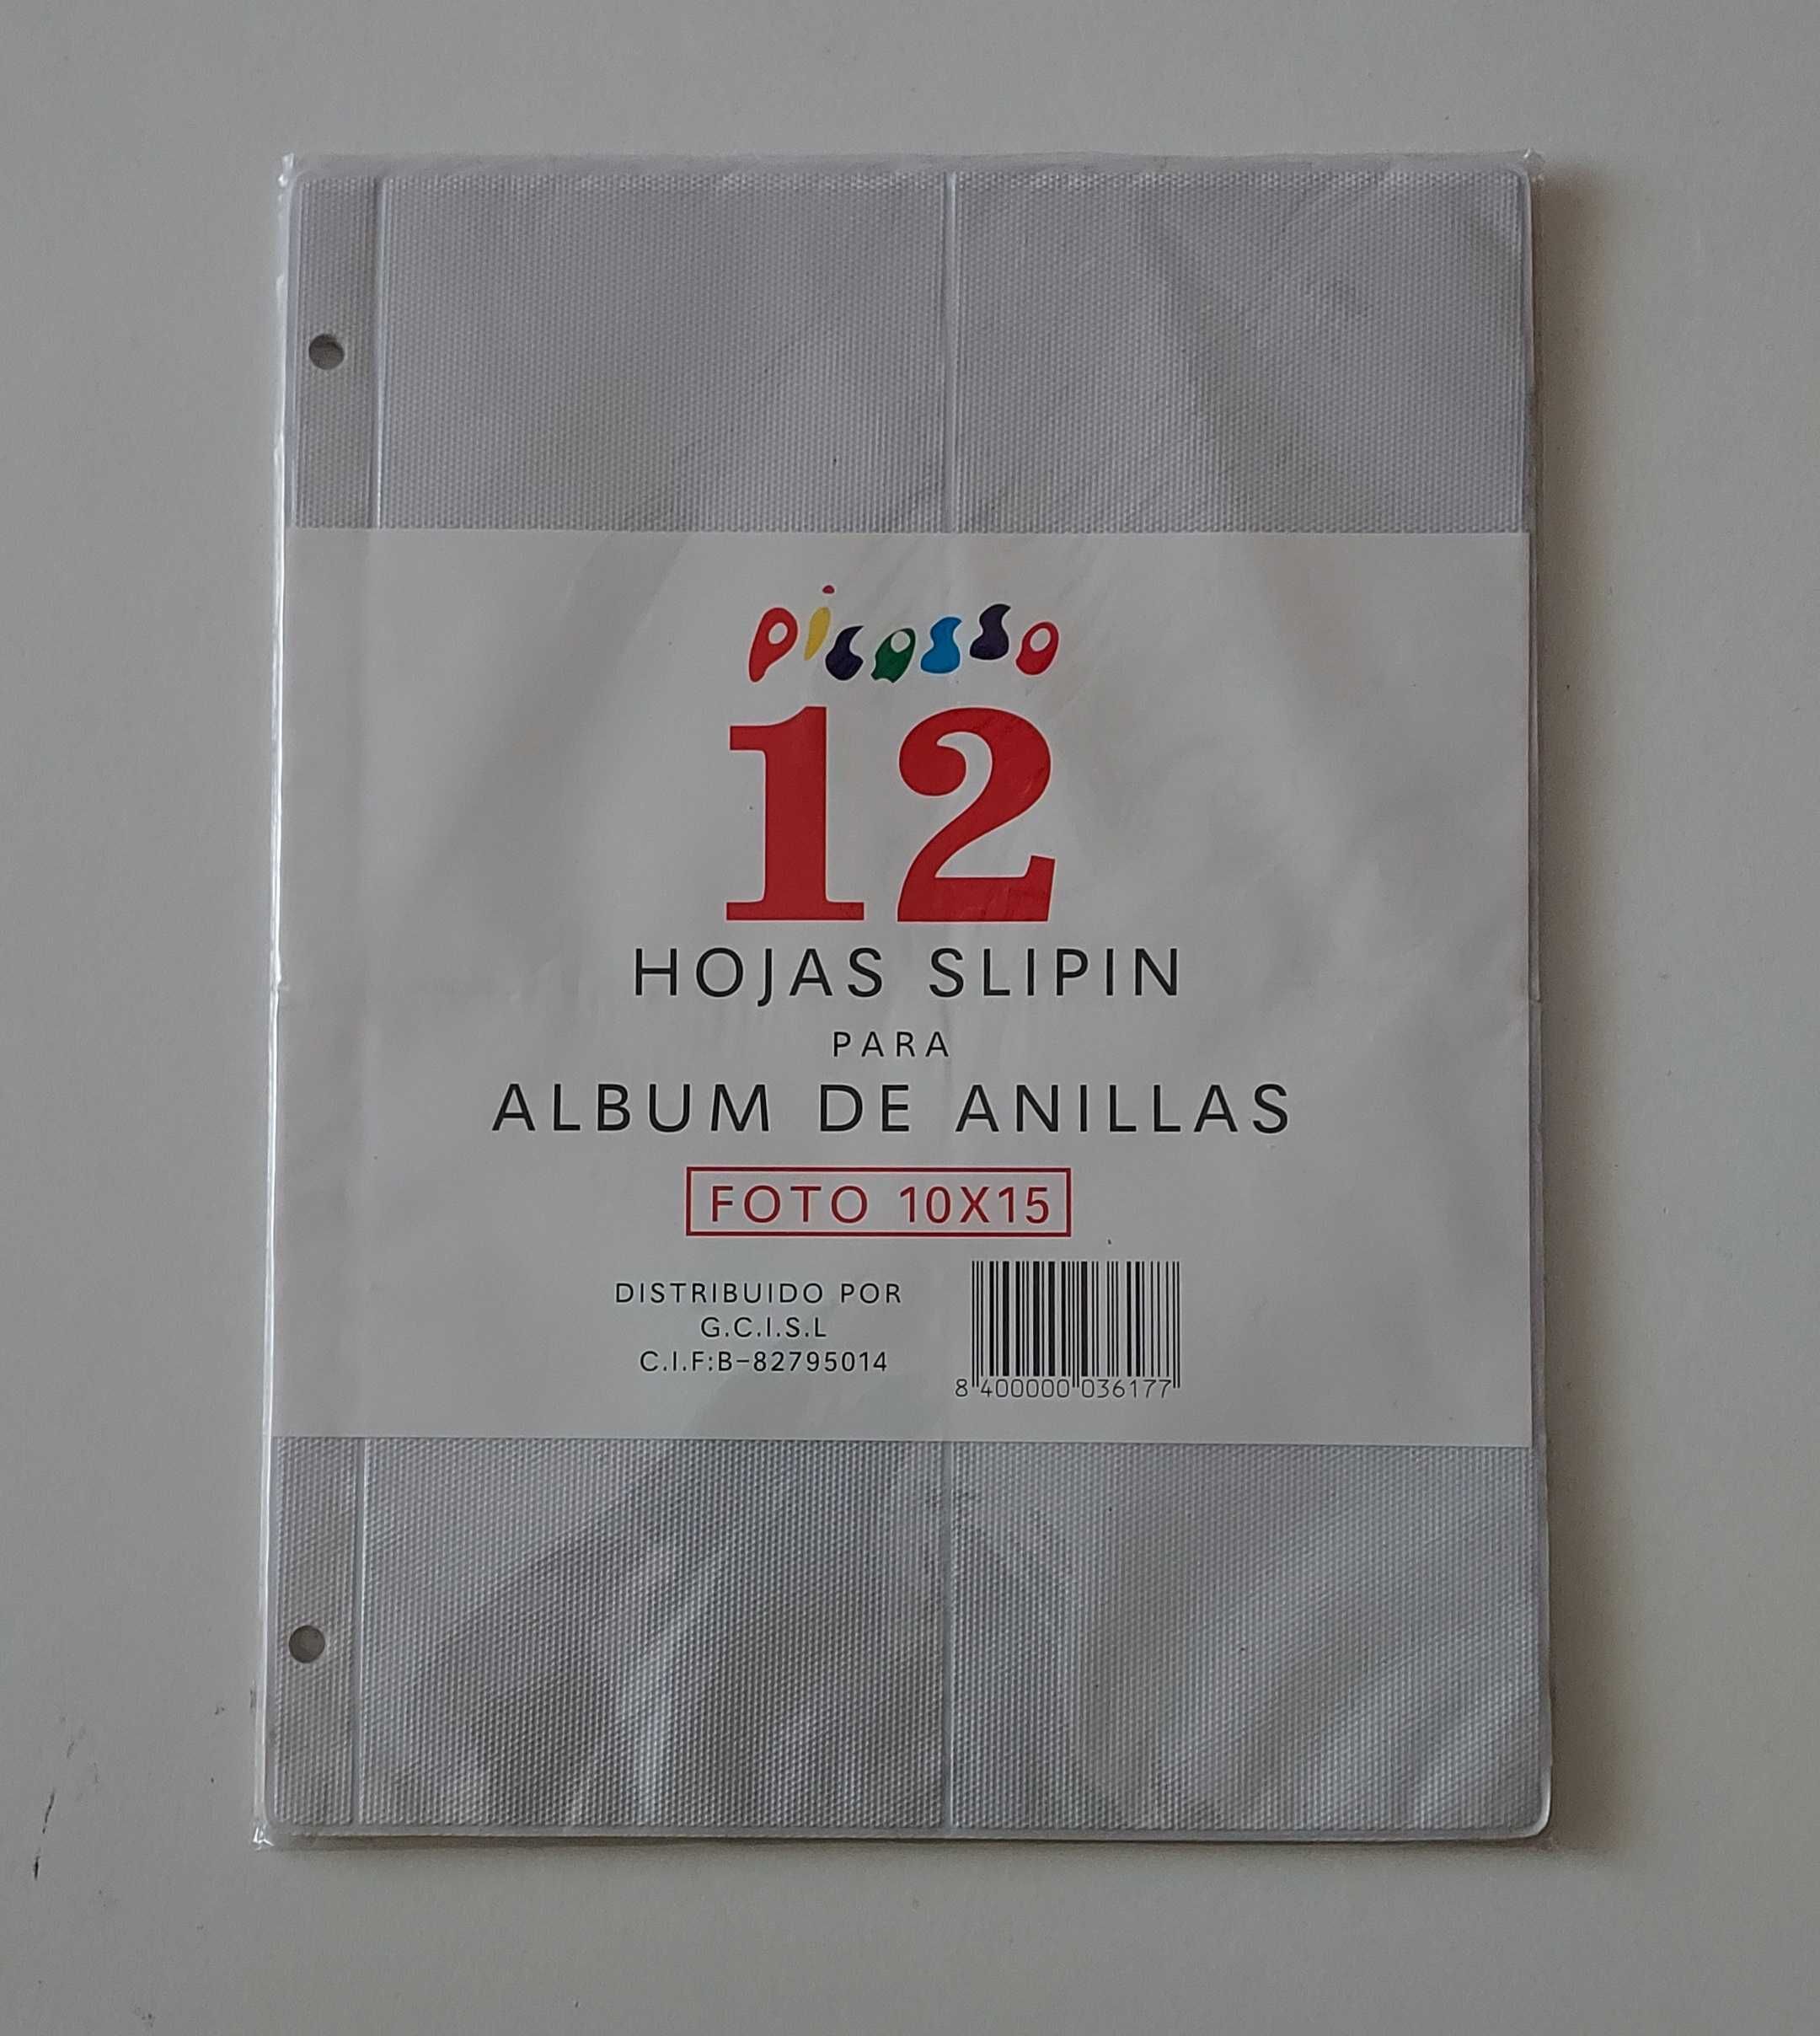 picasso
12
HOJAS SLIPIN
PARA
ALBUM DE ANILLAS
FOTO 10X15
DISTRIBUIDO POR
G.C.I.S.L
C.I.F:B-82795014
8 400000 036177